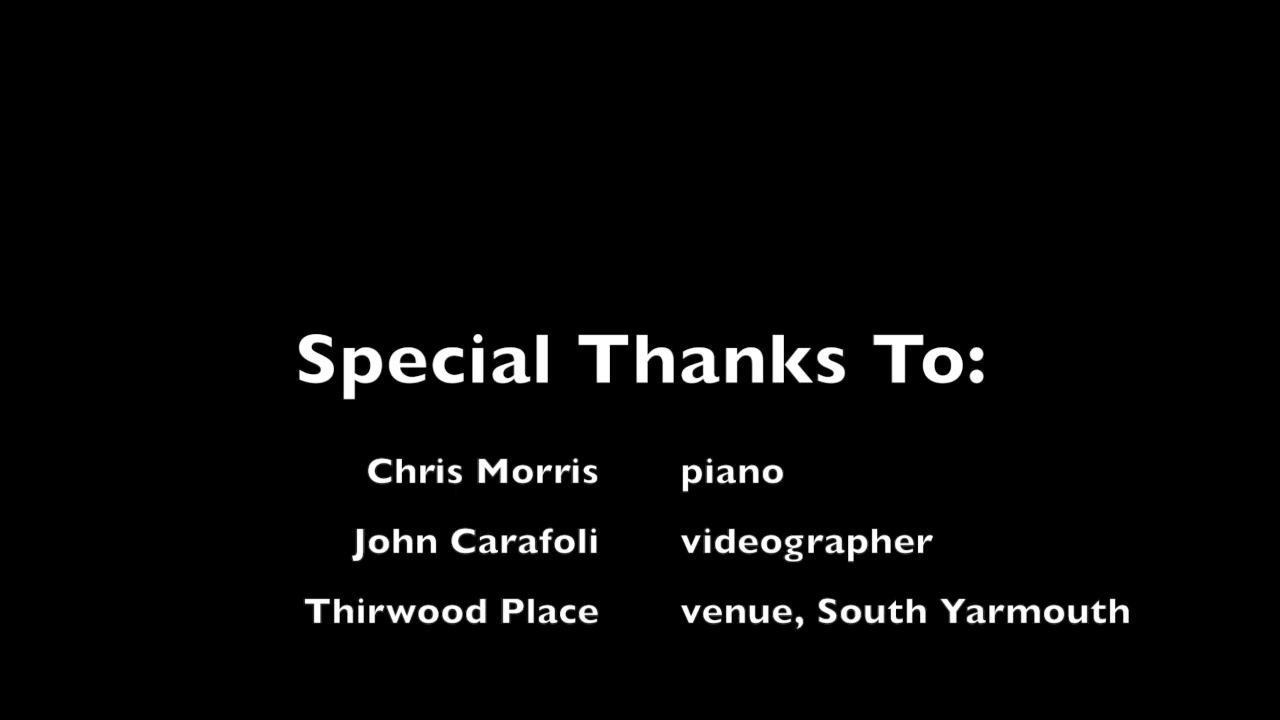 Special Thanks To:
Chris Morris piano
John Carafoli videographer
Thirwood Place venue, South Yarmouth